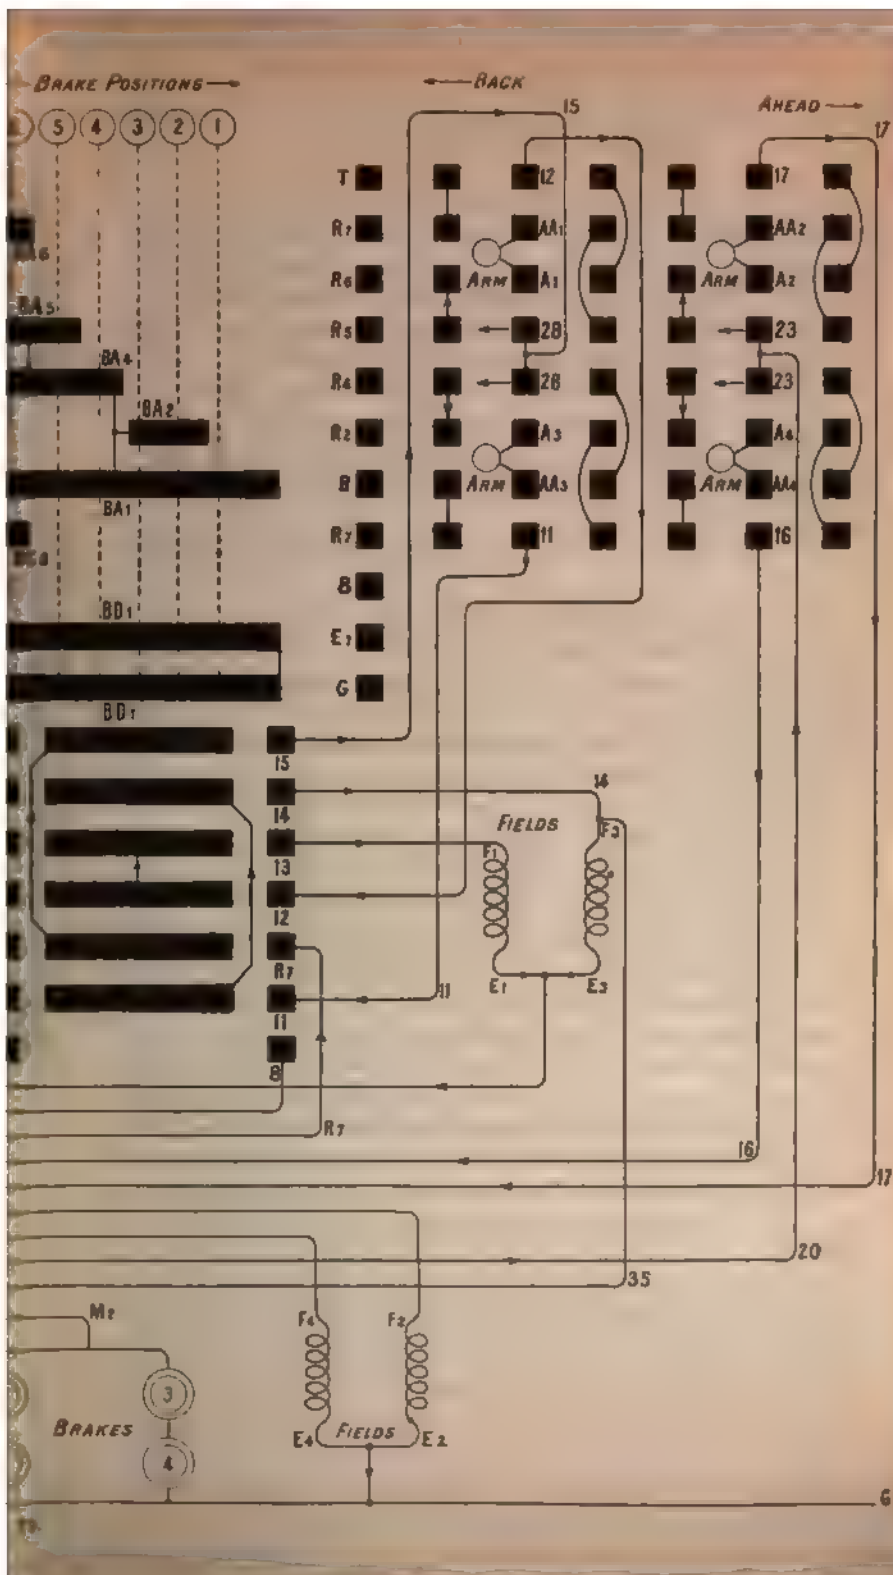 BRAKE POSITIONS
BACK
AHEAD
5 4 3 2 1
15
17
T 12 17
R7 AA1 AA2
ARM ARM
R6 A1 A2
BA5
R5 28 23
BA4
R4 28 23
BA2
R2 A3 A4
ARM ARM
B AA3 AA4
BA1
R7 11 16
8
BD1
E7
G
BD1
15
14
14
FIELDS
F1 F3
13
12
R7
E1 E3
11
11
8
R7
16
17
20
35
M2
F4 F2
3
BRAKES
E4 FIELDS E2
4
G